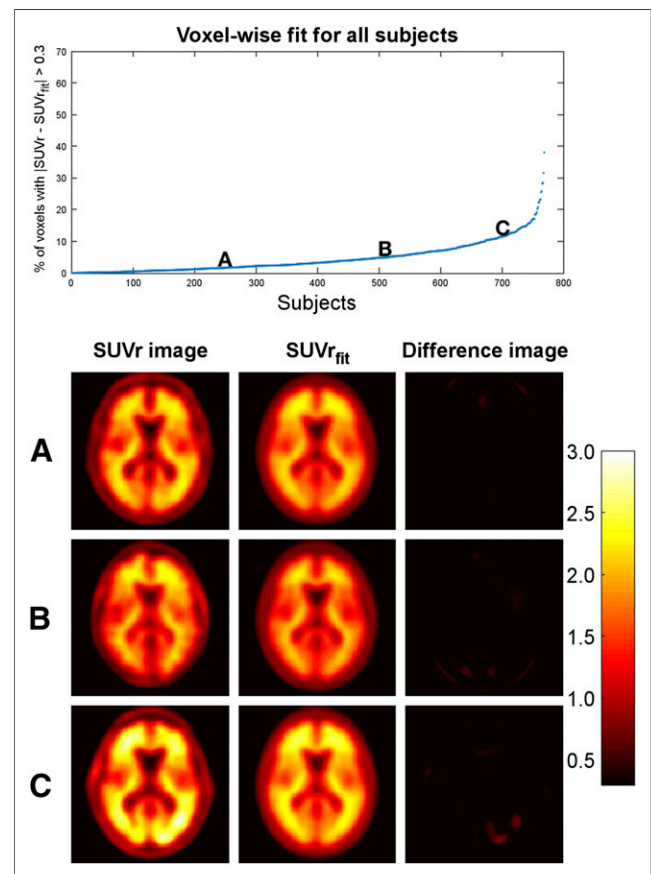 Voxel-wise fit for all subjects
% of voxels with |SUVr - SUVr_fit| > 0.3
70
60
50
40
30
20
10
0
A
B
C
0 100 200 300 400 500 600 700 800
Subjects
SUVr image SUVr_fit Difference image
A
B
C
3.0
2.5
2.0
1.5
1.0
0.5